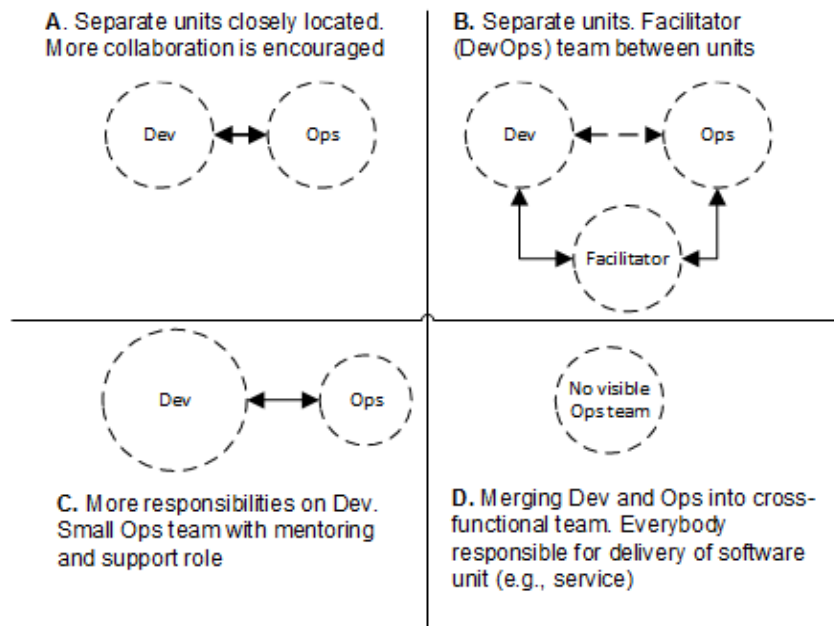 A. Separate units closely located.
More collaboration is encouraged
Dev
Ops
B. Separate units. Facilitator
(DevOps) team between units
Dev
Ops
Facilitator
Dev
Ops
C. More responsibilities on Dev.
Small Ops team with mentoring
and support role
No visible
Ops team
D. Merging Dev and Ops into cross-
functional team. Everybody
responsible for delivery of software
unit (e.g., service)